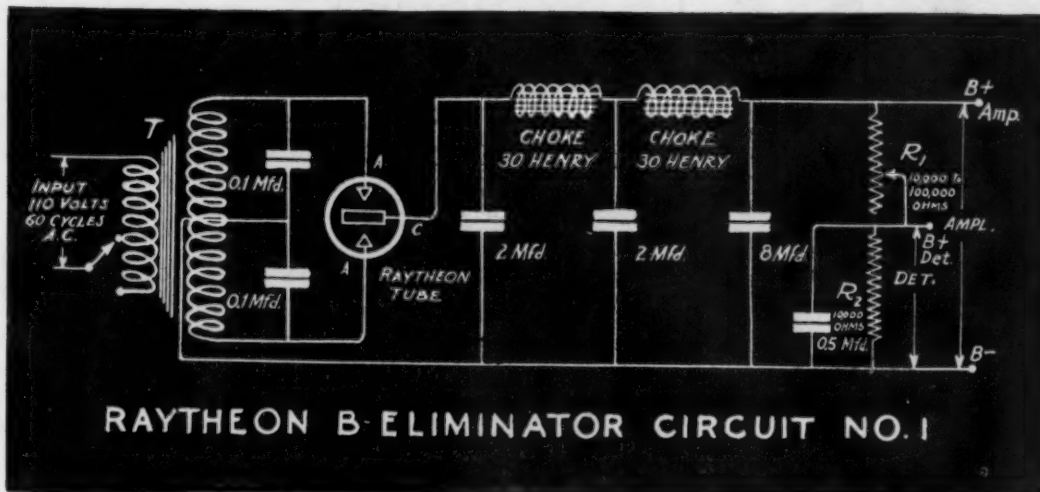 T
INPUT
110 VOLTS
60 CYCLES
A.C.
0.1 Mfd.
0.1 Mfd.
A
C
A
RAYTHEON
TUBE
CHOKE
30 HENRY
CHOKE
30 HENRY
2 Mfd.
2 Mfd.
8 Mfd.
B+
Amp.
R1
10,000 To
100,000
OHMS
AMPL.
B+
Det.
DET.
R2
10,000
OHMS
0.5 Mfd.
B-
RAYTHEON B-ELIMINATOR CIRCUIT NO. 1